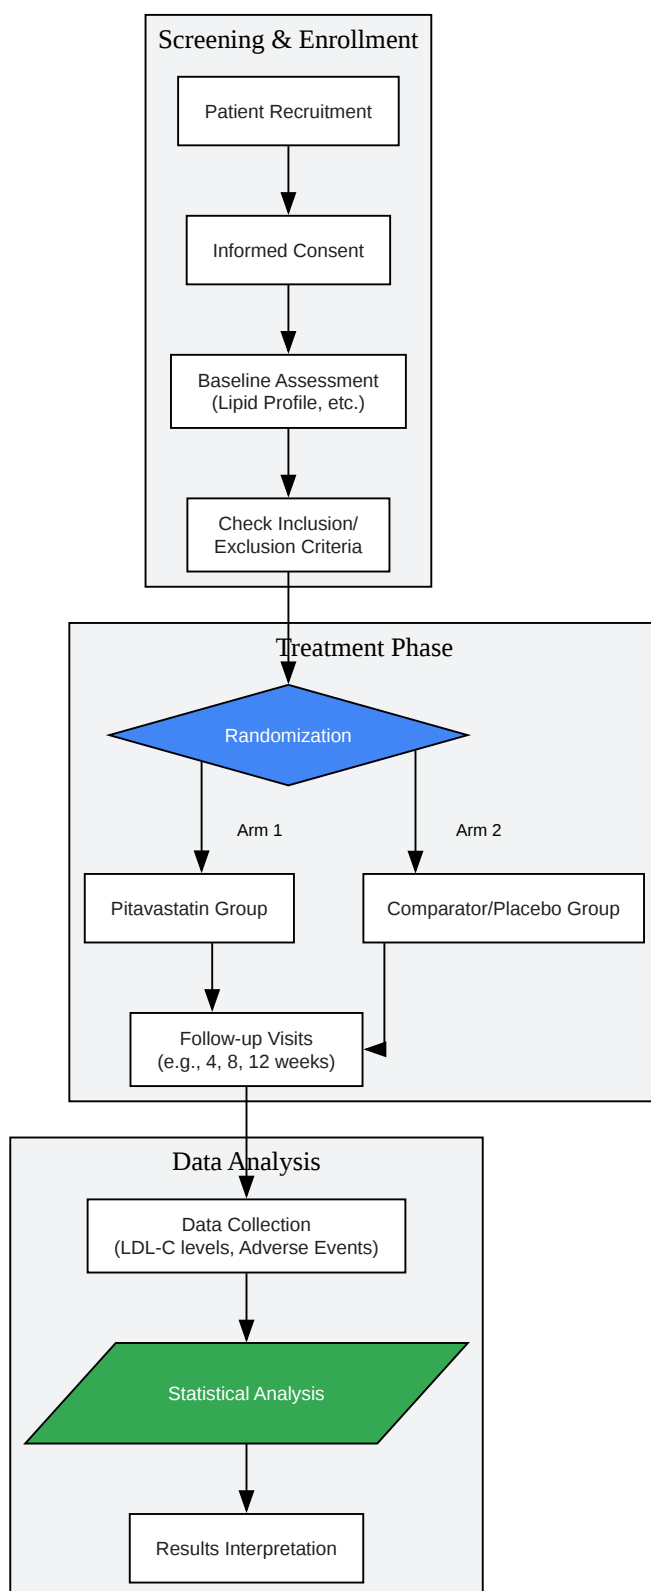 Screening & Enrollment
Patient Recruitment
Informed Consent
Baseline Assessment
(Lipid Profile, etc.)
Check Inclusion/
Exclusion Criteria
Treatment Phase
Randomization
Arm 1
Arm 2
Pitavastatin Group
Comparator/Placebo Group
Follow-up Visits
(e.g., 4, 8, 12 weeks)
Data Analysis
Data Collection
(LDL-C levels, Adverse Events)
Statistical Analysis
Results Interpretation